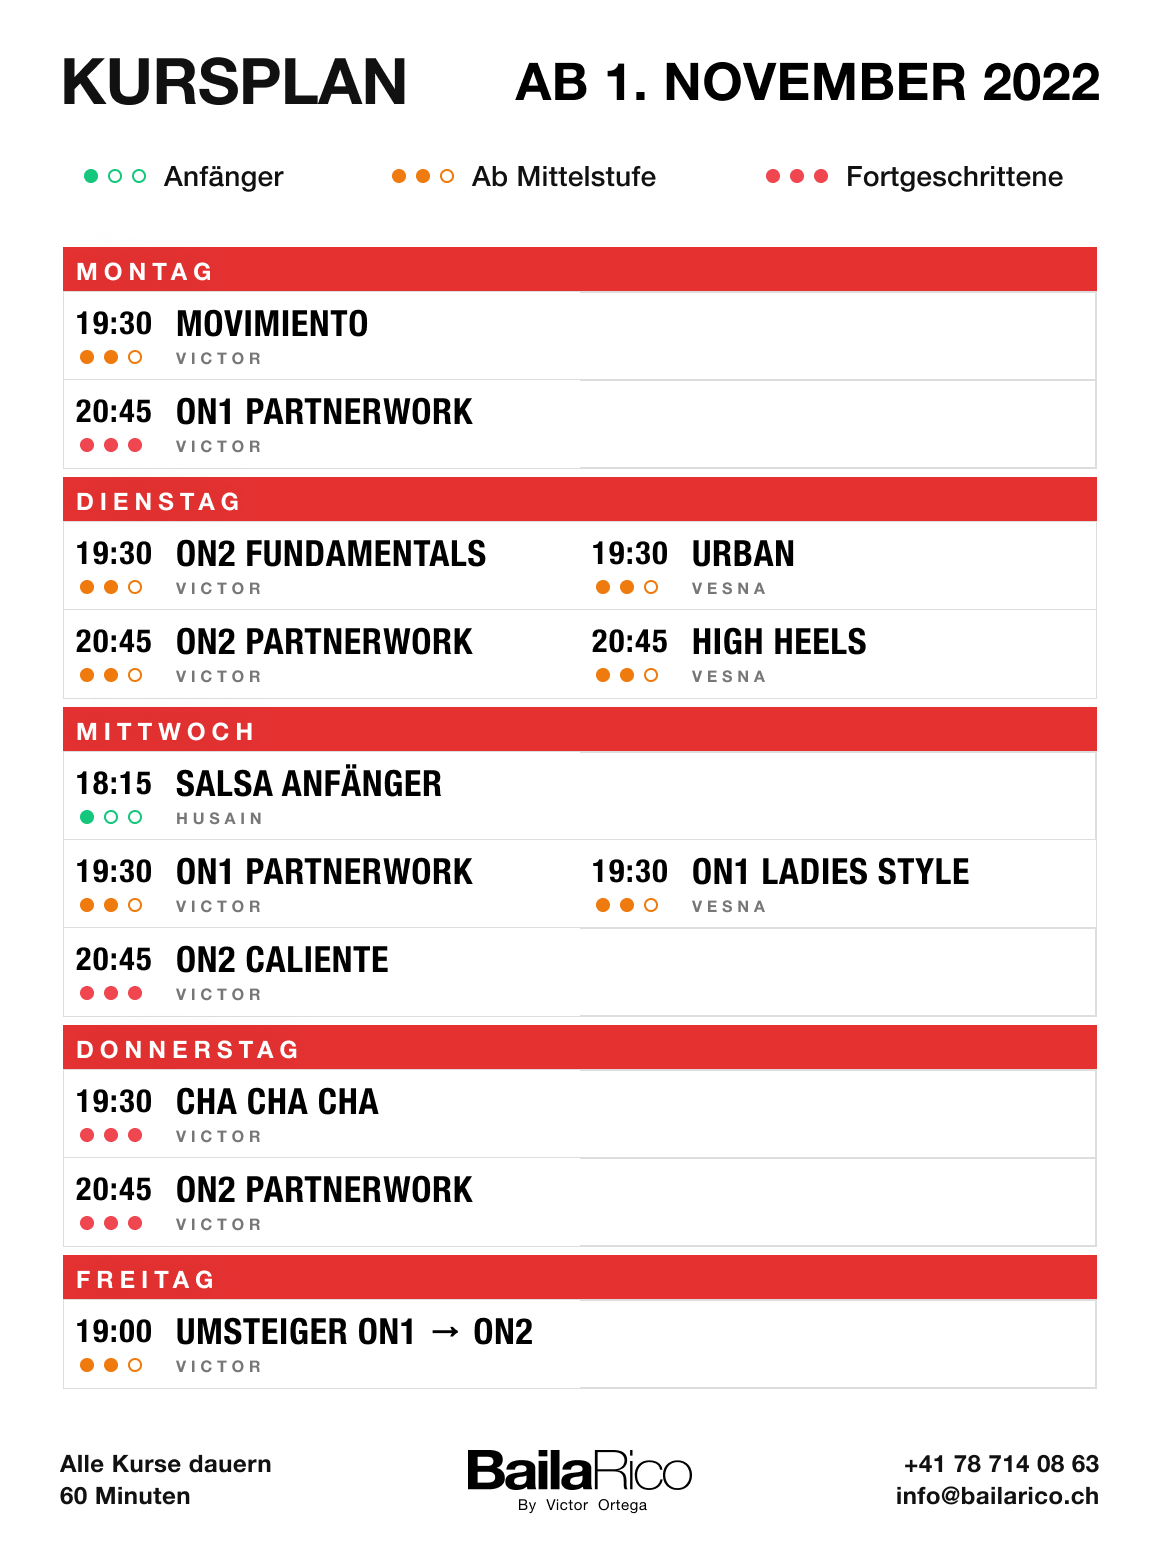 KURSPLAN AB 1. NOVEMBER 2022
Anfänger Ab Mittelstufe Fortgeschrittene
MONTAG
19:30 MOVIMIENTO
VICTOR
20:45 ON1 PARTNERWORK
VICTOR
DIENSTAG
19:30 ON2 FUNDAMENTALS 19:30 URBAN
VICTOR VESNA
20:45 ON2 PARTNERWORK 20:45 HIGH HEELS
VICTOR VESNA
MITTWOCH
18:15 SALSA ANFÄNGER
HUSAIN
19:30 ON1 PARTNERWORK 19:30 ON1 LADIES STYLE
VICTOR VESNA
20:45 ON2 CALIENTE
VICTOR
DONNERSTAG
19:30 CHA CHA CHA
VICTOR
20:45 ON2 PARTNERWORK
VICTOR
FREITAG
19:00 UMSTEIGER ON1 → ON2
VICTOR
Alle Kurse dauern
60 Minuten
BailaRico
By Victor Ortega
+41 78 714 08 63
info@bailarico.ch